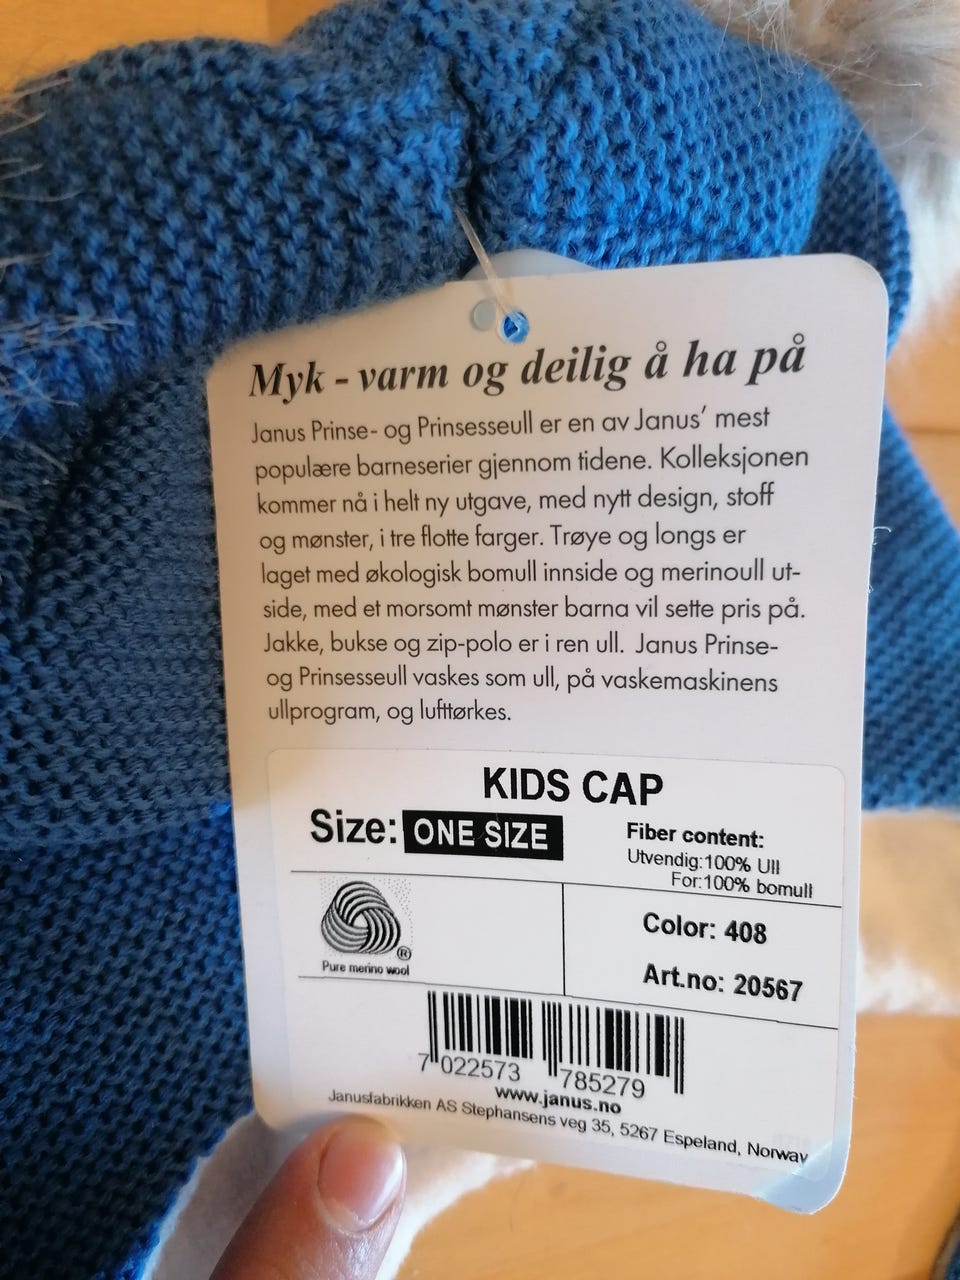 Myk - varm og deilig å ha på
Janus Prinse- og Prinsesseull er en av Janus’ mest
populære barneserier gjennom tidene. Kolleksjonen
kommer nå i helt ny utgave, med nytt design, stoff
og mønster, i tre flotte farger. Trøye og longs er
laget med økologisk bomull innside og merinoull ut-
side, med et morsomt mønster barna vil sette pris på.
Jakke, bukse og zip-polo er i ren ull. Janus Prinse-
og Prinsesseull vaskes som ull, på vaskemaskinens
ullprogram, og lufttørkes.
KIDS CAP
Size: ONE SIZE
Fiber content:
Utvendig:100% Ull
For:100% bomull
®
Pure merino wool
Color: 408
Art.no: 20567
7 022573 785279
www.janus.no
Janusfabrikken AS Stephansens veg 35, 5267 Espeland, Norway